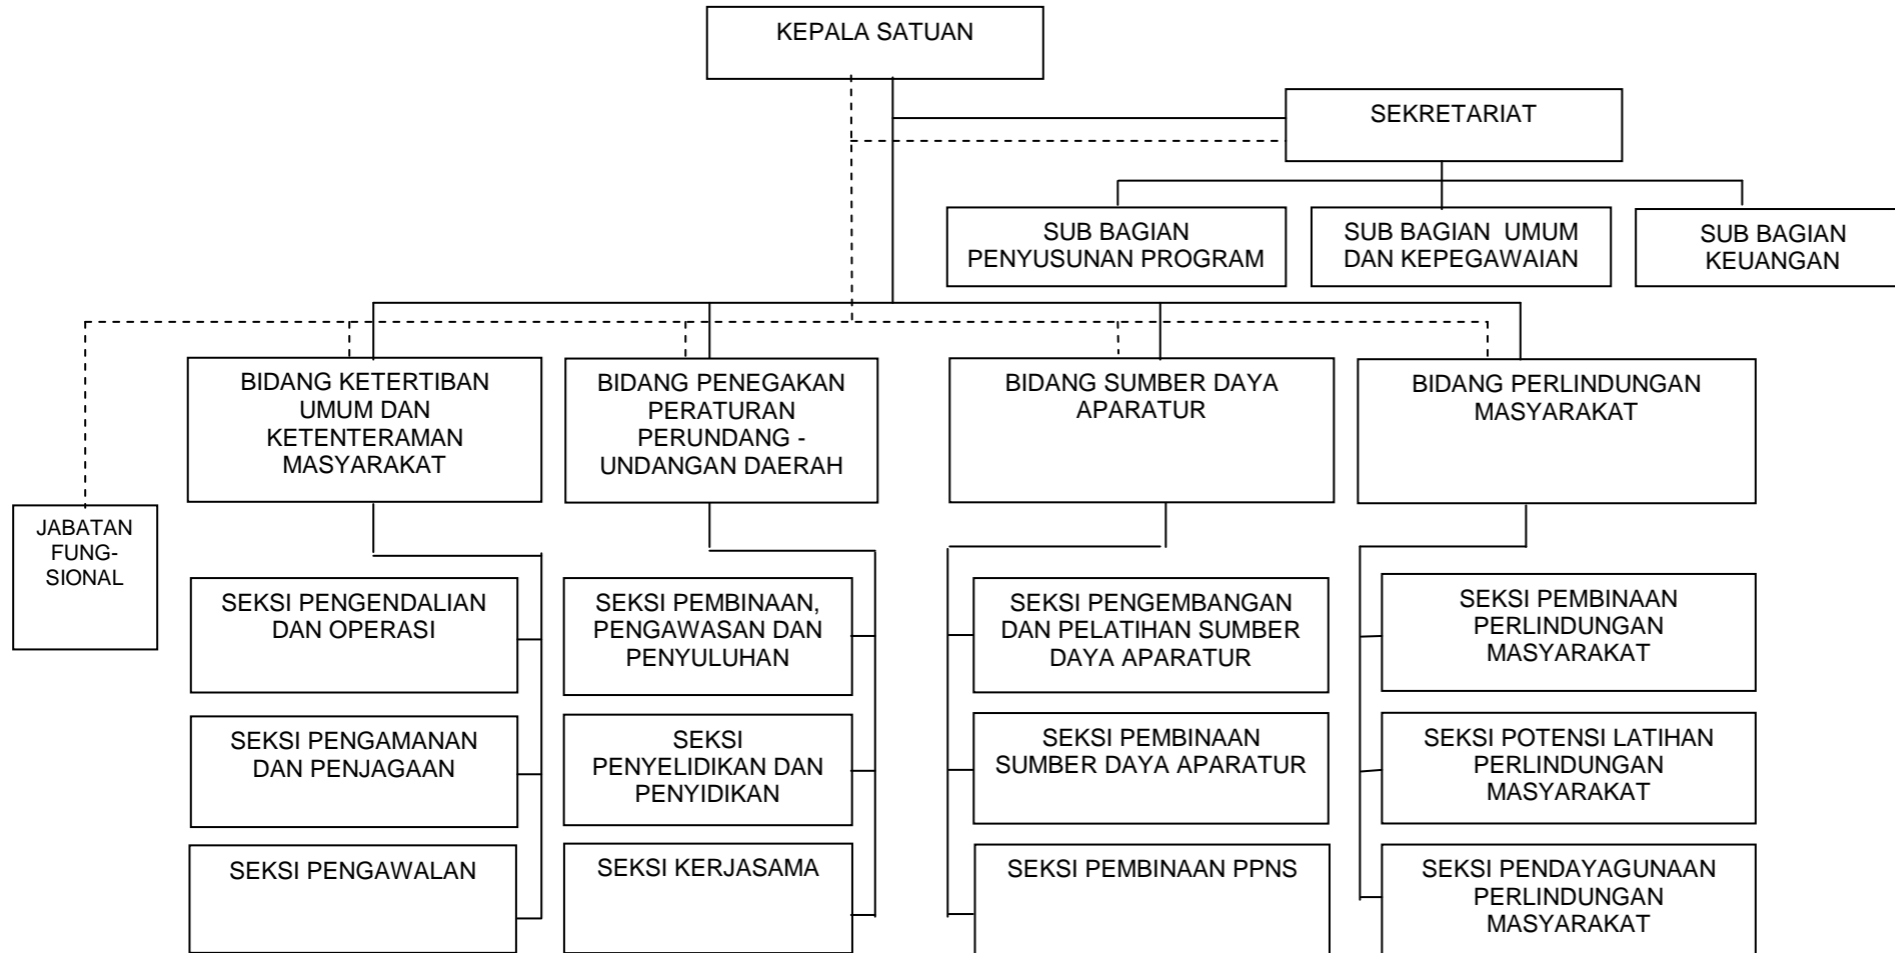 KEPALA SATUAN
SEKRETARIAT
SUB BAGIAN
PENYUSUNAN PROGRAM
SUB BAGIAN UMUM
DAN KEPEGAWAIAN
SUB BAGIAN
KEUANGAN
BIDANG KETERTIBAN
UMUM DAN
KETENTERAMAN
MASYARAKAT
BIDANG PENEGAKAN
PERATURAN
PERUNDANG -
UNDANGAN DAERAH
BIDANG SUMBER DAYA
APARATUR
BIDANG PERLINDUNGAN
MASYARAKAT
JABATAN
FUNG-
SIONAL
SEKSI PENGENDALIAN
DAN OPERASI
SEKSI PEMBINAAN,
PENGAWASAN DAN
PENYULUHAN
SEKSI PENGEMBANGAN
DAN PELATIHAN SUMBER
DAYA APARATUR
SEKSI PEMBINAAN
PERLINDUNGAN
MASYARAKAT
SEKSI PENGAMANAN
DAN PENJAGAAN
SEKSI
PENYELIDIKAN DAN
PENYIDIKAN
SEKSI PEMBINAAN
SUMBER DAYA APARATUR
SEKSI POTENSI LATIHAN
PERLINDUNGAN
MASYARAKAT
SEKSI PENGAWALAN
SEKSI KERJASAMA
SEKSI PEMBINAAN PPNS
SEKSI PENDAYAGUNAAN
PERLINDUNGAN
MASYARAKAT